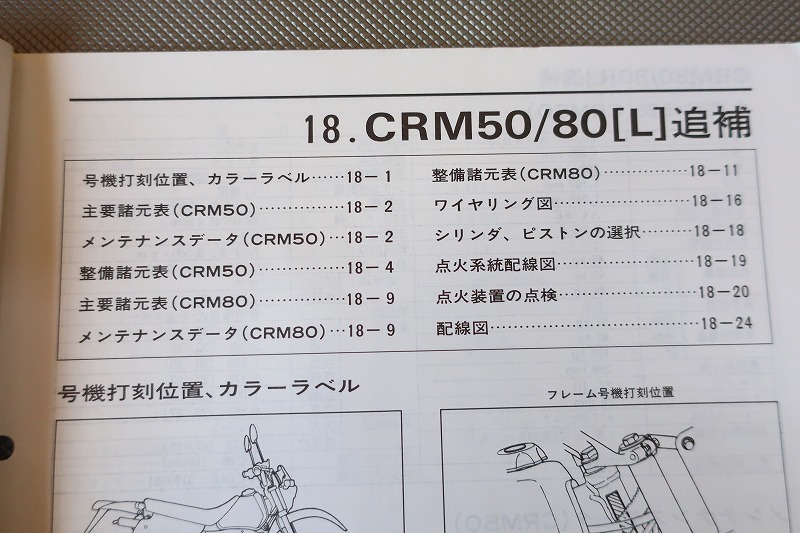 18. CRM50/80[L]追補
号機打刻位置、カラーラベル……18－1
主要諸元表(CRM50)……………18－2
メンテナンスデータ(CRM50)…18－2
整備諸元表(CRM50)……………18－4
主要諸元表(CRM80)……………18－9
メンテナンスデータ(CRM80)…18－9
整備諸元表(CRM80)……………18－11
ワイヤリング図…………………18－16
シリンダ、ピストンの選択………18－18
点火系統配線図…………………18－19
点火装置の点検…………………18－20
配線図……………………………18－24
号機打刻位置、カラーラベル
フレーム号機打刻位置